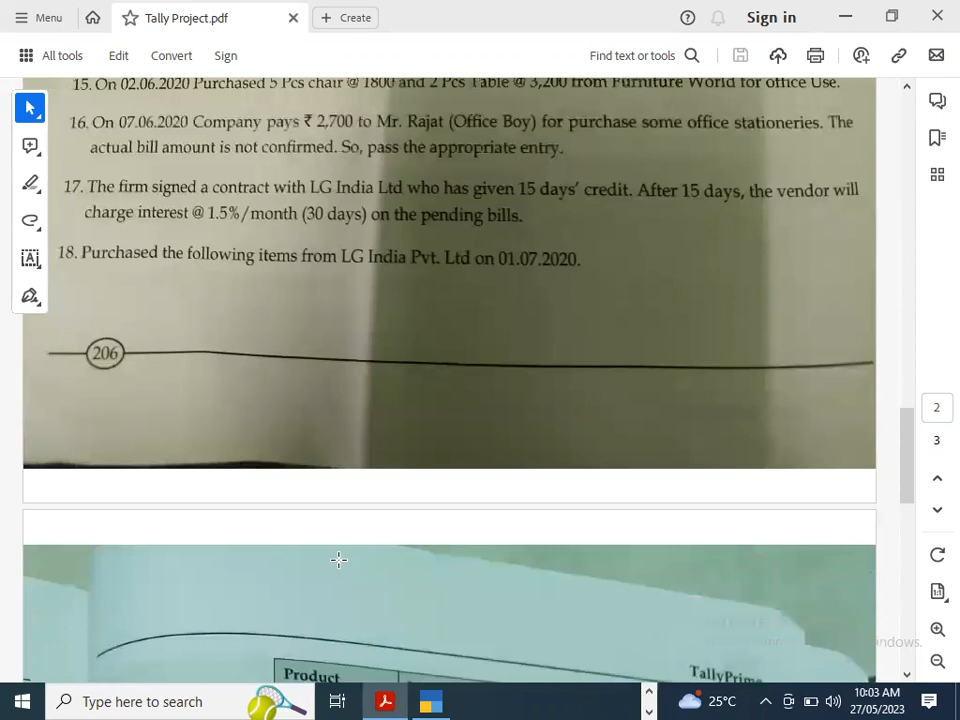 Menu
Tally Project.pdf
Create
Sign in
All tools
Edit
Convert
Sign
Find text or tools
15. On 02.06.2020 Purchased 5 Pcs chair @ 1800 and 2 Pcs Table @ 3,200 from Furniture World for office Use.
16. On 07.06.2020 Company pays ₹ 2,700 to Mr. Rajat (Office Boy) for purchase some office stationeries. The
actual bill amount is not confirmed. So, pass the appropriate entry.
17. The firm signed a contract with LG India Ltd who has given 15 days' credit. After 15 days, the vendor will
charge interest @ 1.5%/month (30 days) on the pending bills.
18. Purchased the following items from LG India Pvt. Ltd on 01.07.2020.
206
2
3
1:1
Product
TallyPrime
Type here to search
25°C
10:03 AM
27/05/2023